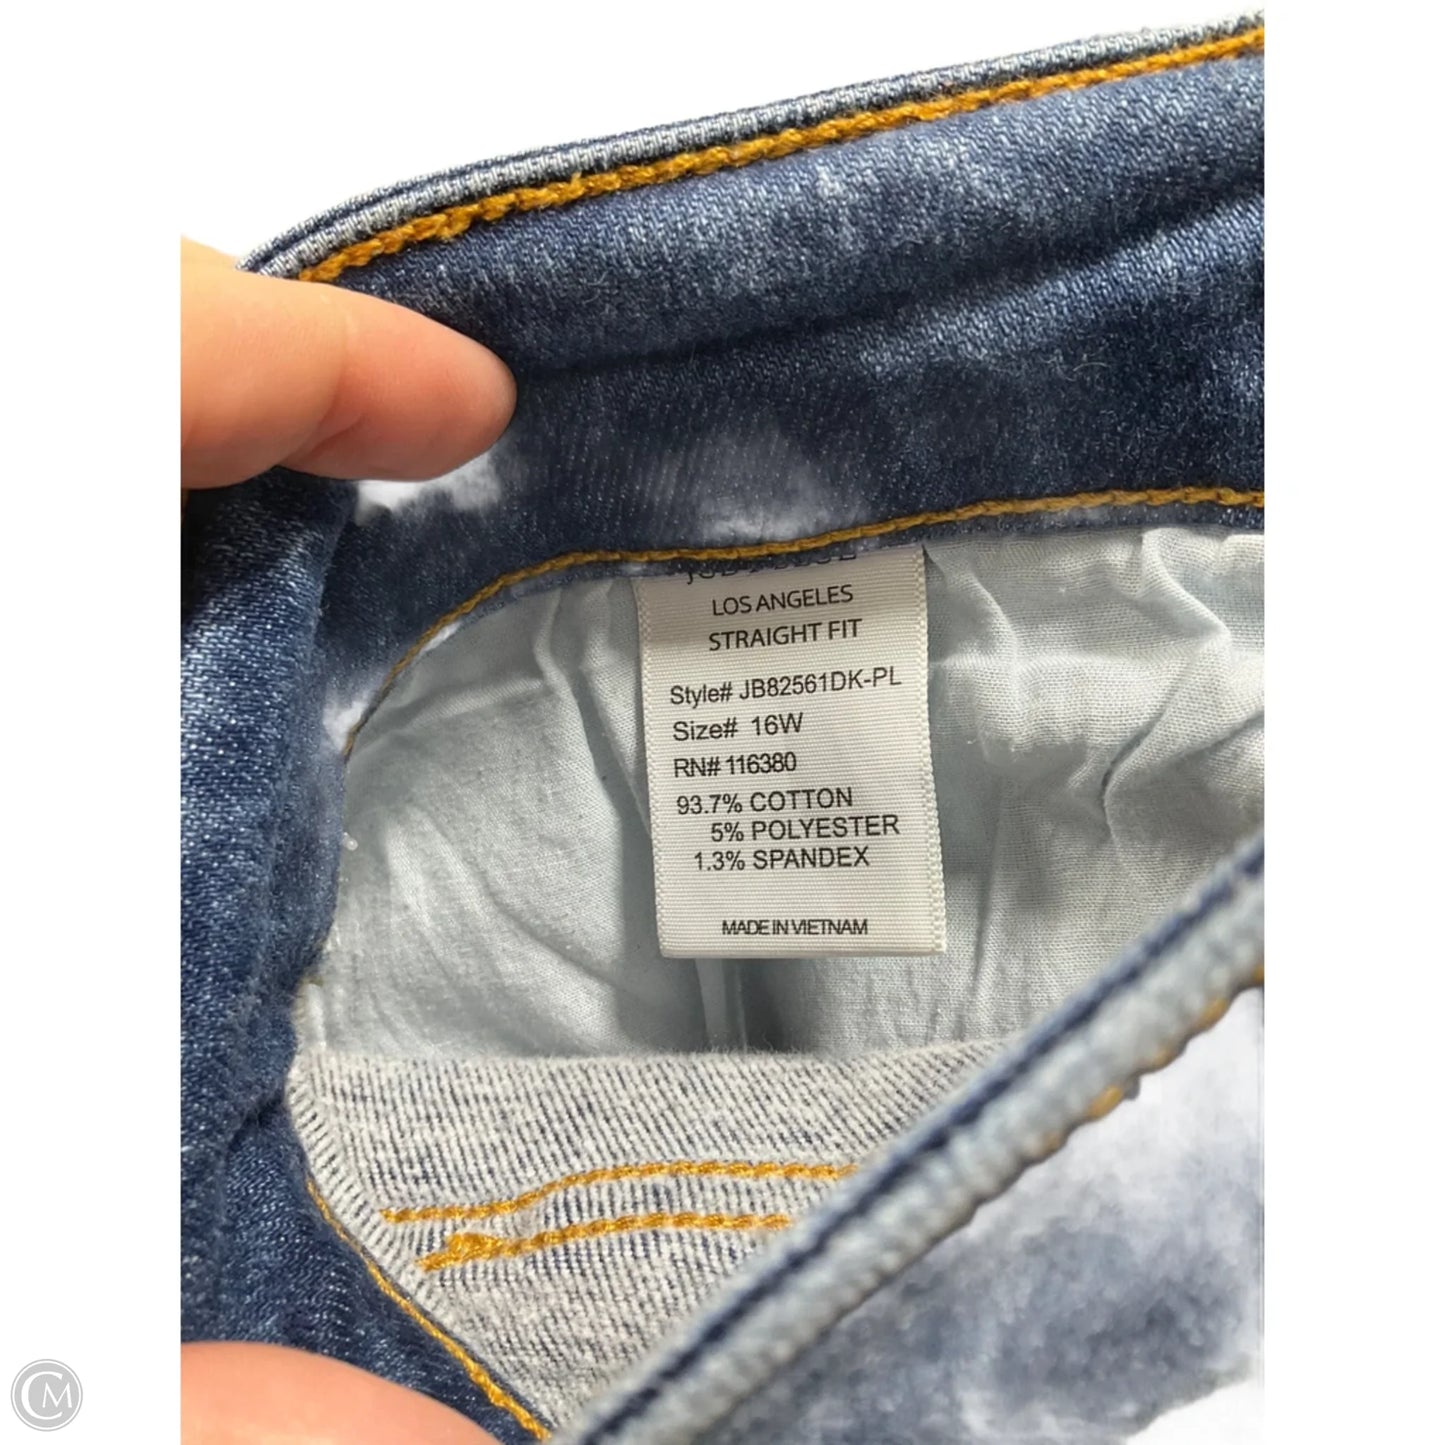 LOS ANGELES
STRAIGHT FIT
Style# JB82561DK-PL
Size# 16W
RN# 116380
93.7% COTTON
5% POLYESTER
1.3% SPANDEX
MADE IN VIETNAM
CM